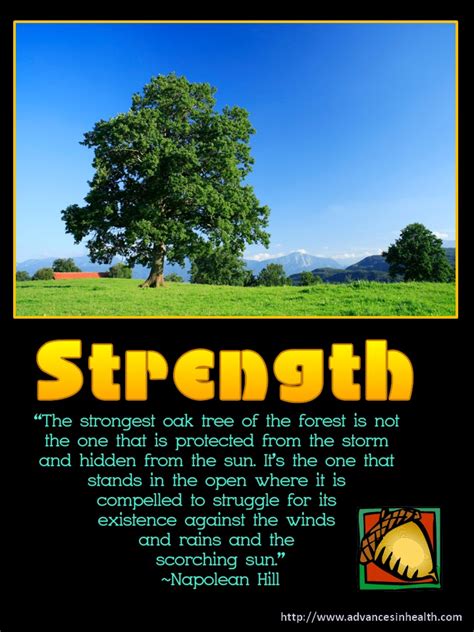 Strength
"The strongest oak tree of the forest is not
the one that is protected from the storm
and hidden from the sun. It's the one that
stands in the open where it is
compelled to struggle for its
existence against the winds
and rains and the
scorching sun."
~Napolean Hill
http://www.advancesinhealth.com